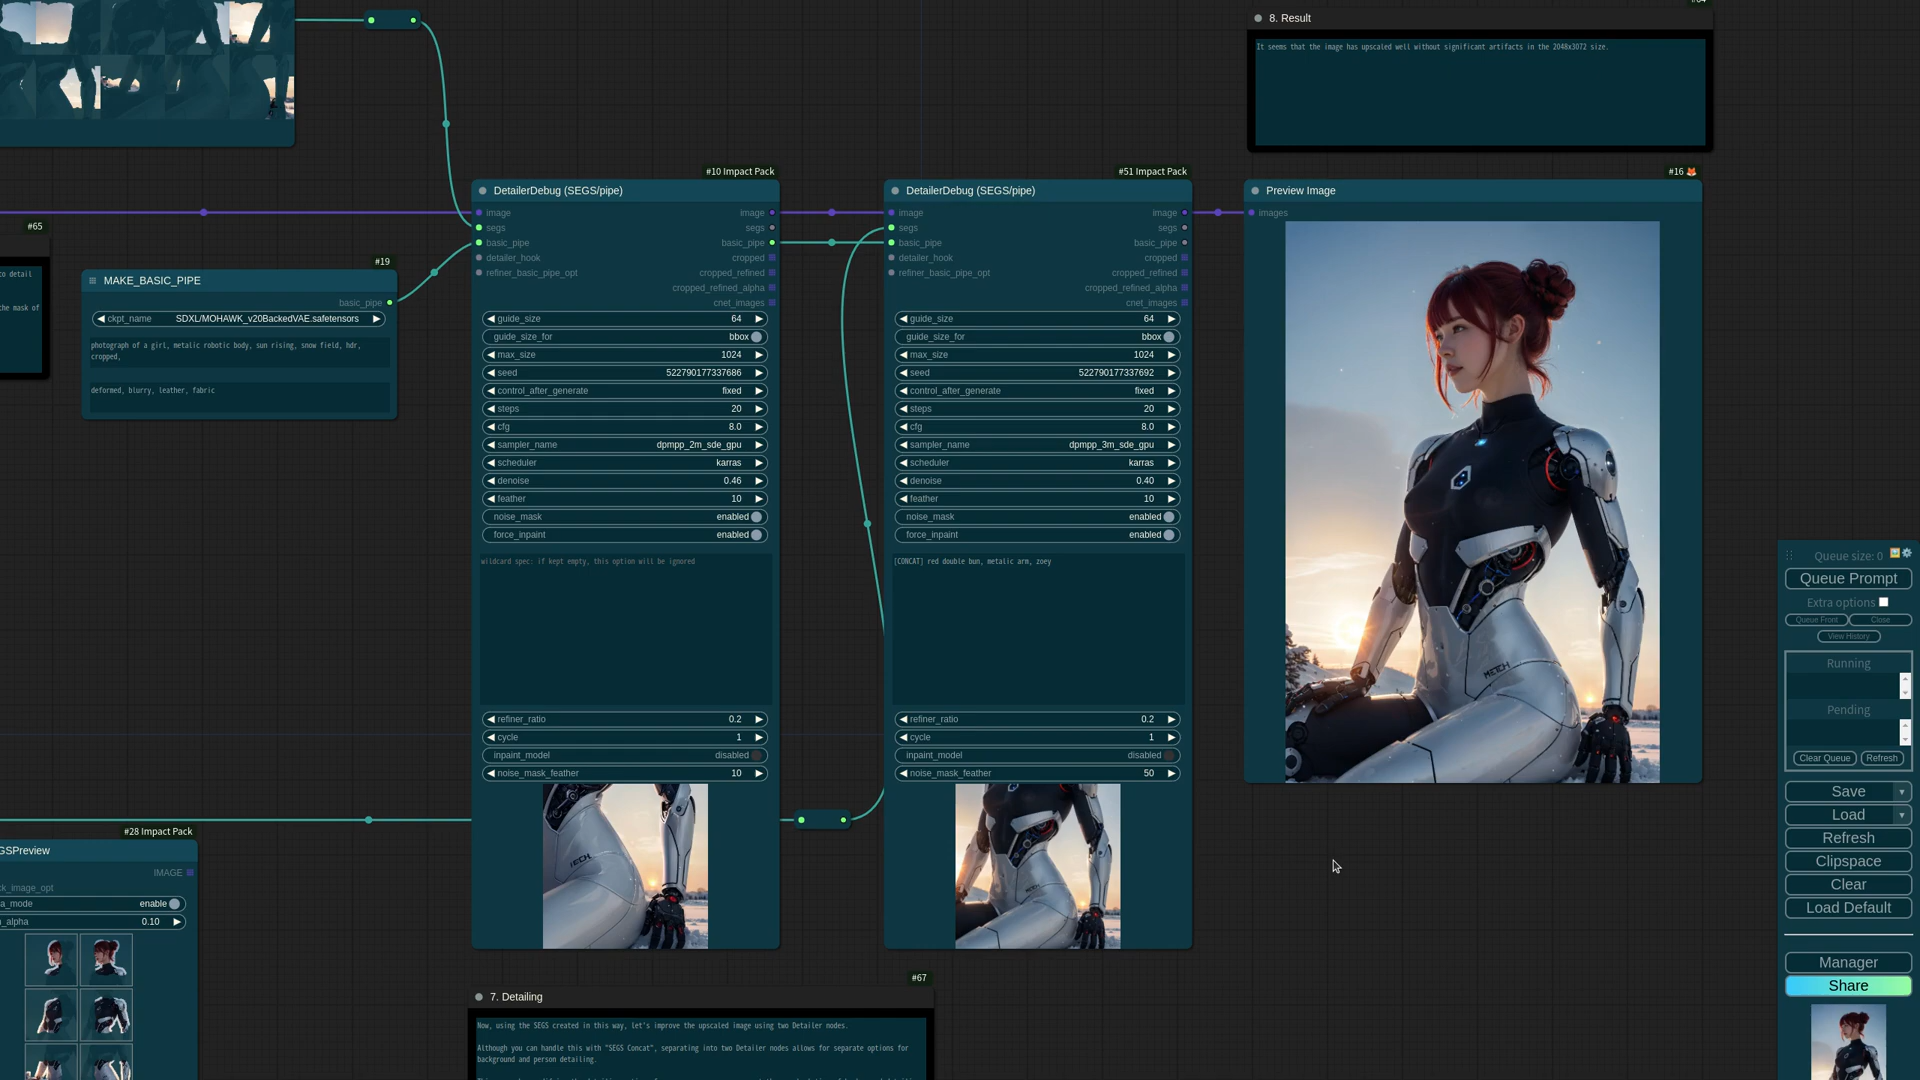 8. Result
It seems that the image has upscaled well without significant artifacts in the 2048x3072 size.
#65
to detail
the mask of
#19
MAKE_BASIC_PIPE
basic_pipe
ckpt_name SDXL/MOHAWK_v20BackedVAE.safetensors
photograph of a girl, metalic robotic body, sun rising, snow field, hdr,
cropped,
deformed, blurry, leather, fabric
#10 Impact Pack
DetailerDebug (SEGS/pipe)
image image
segs segs
basic_pipe basic_pipe
detailer_hook cropped
refiner_basic_pipe_opt cropped_refined
cropped_refined_alpha
cnet_images
guide_size 64
guide_size_for bbox
max_size 1024
seed 522790177337686
control_after_generate fixed
steps 20
cfg 8.0
sampler_name dpmpp_2m_sde_gpu
scheduler karras
denoise 0.46
feather 10
noise_mask enabled
force_inpaint enabled
wildcard spec: if kept empty, this option will be ignored
refiner_ratio 0.2
cycle 1
inpaint_model disabled
noise_mask_feather 10
#51 Impact Pack
DetailerDebug (SEGS/pipe)
image image
segs segs
basic_pipe basic_pipe
detailer_hook cropped
refiner_basic_pipe_opt cropped_refined
cropped_refined_alpha
cnet_images
guide_size 64
guide_size_for bbox
max_size 1024
seed 522790177337692
control_after_generate fixed
steps 20
cfg 8.0
sampler_name dpmpp_3m_sde_gpu
scheduler karras
denoise 0.40
feather 10
noise_mask enabled
force_inpaint enabled
[CONCAT] red double bun, metalic arm, zoey
refiner_ratio 0.2
cycle 1
inpaint_model disabled
noise_mask_feather 50
#16
Preview Image
images
#28 Impact Pack
GSPreview
IMAGE
k_image_opt
a_mode enable
_alpha 0.10
#67
7. Detailing
Now, using the SEGS created in this way, let's improve the upscaled image using two Detailer nodes.
Although you can handle this with "SEGS Concat", separating into two Detailer nodes allows for separate options for
background and person detailing.
Queue size: 0
Queue Prompt
Extra options
Queue Front Close
View History
Running
Pending
Clear Queue Refresh
Save
Load
Refresh
Clipspace
Clear
Load Default
Manager
Share